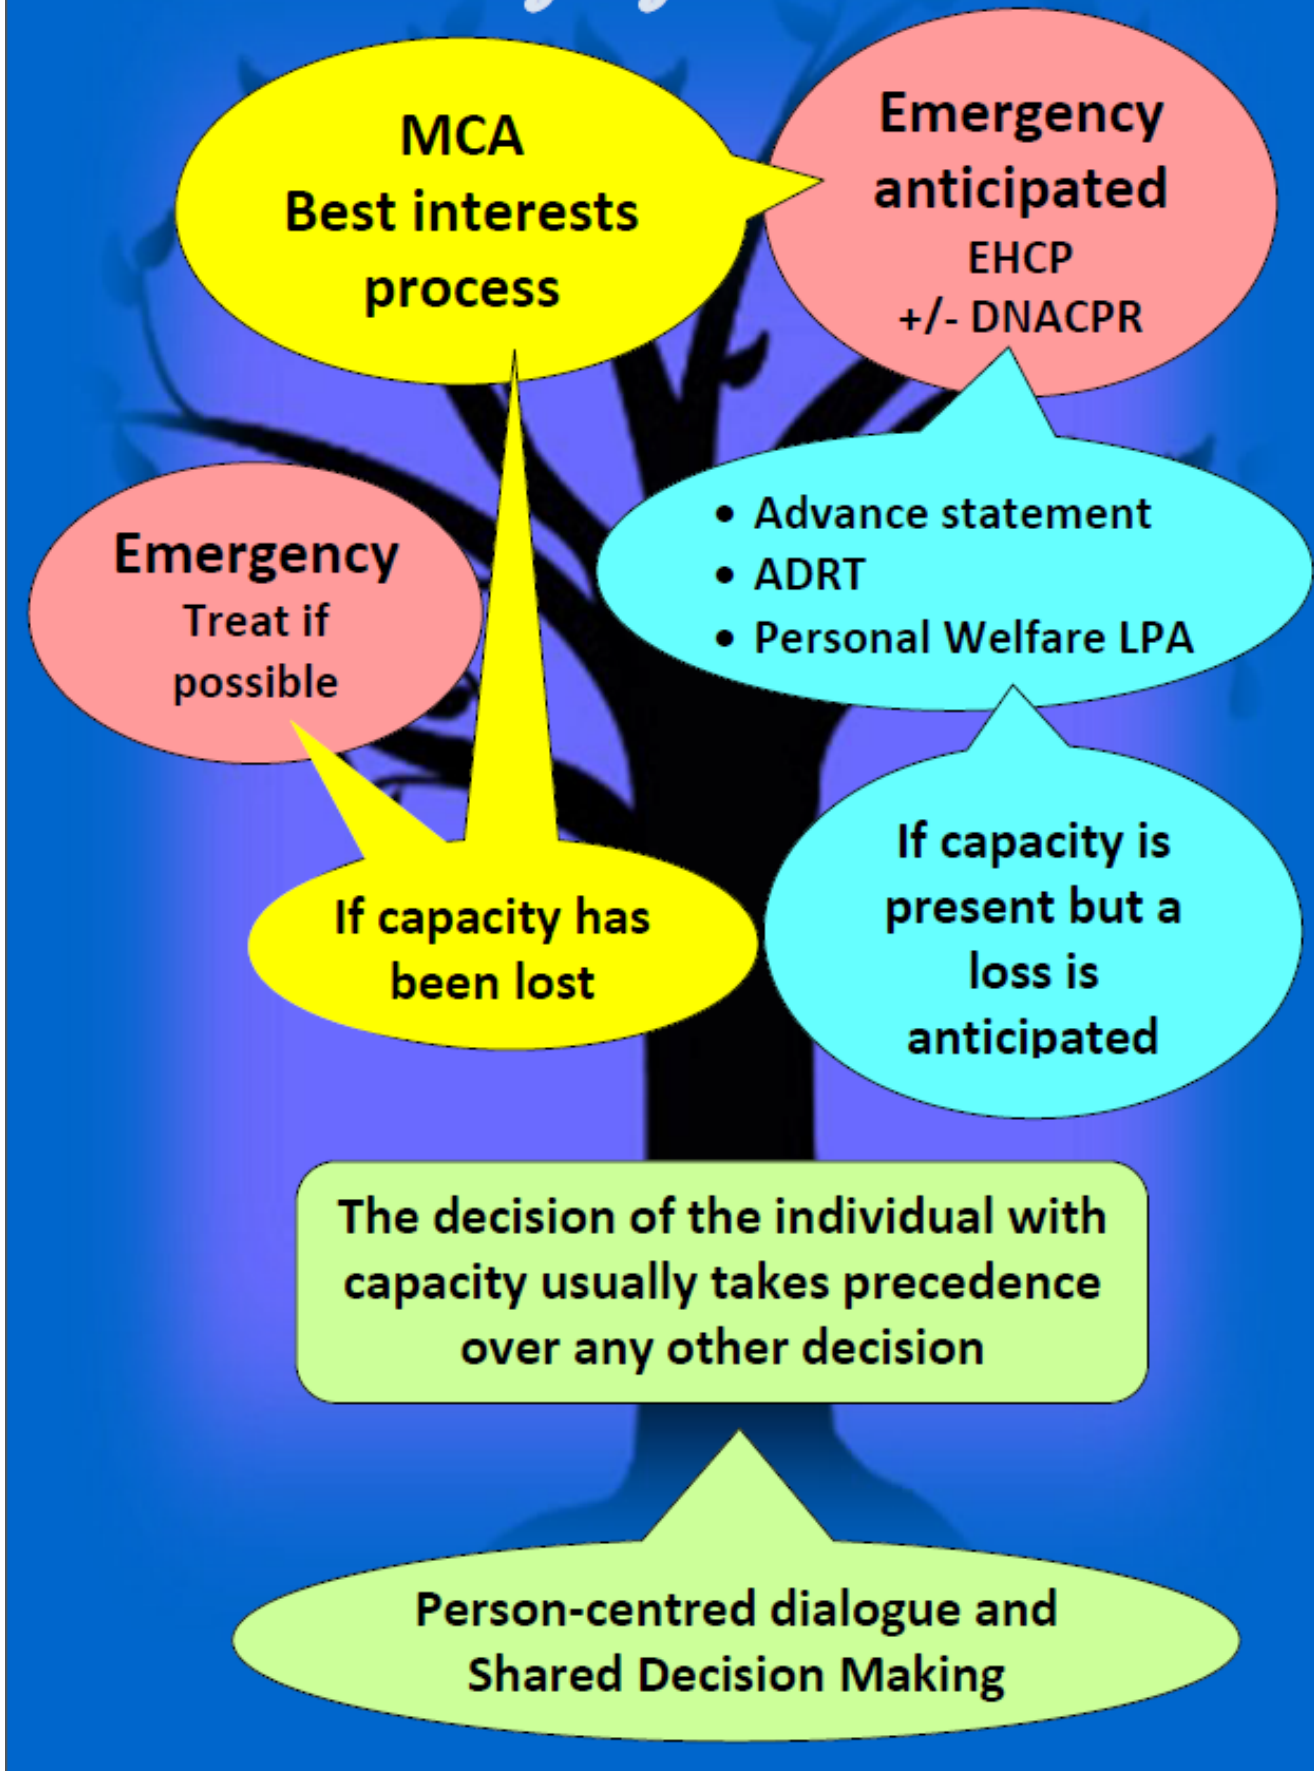 MCA
Best interests
process
Emergency
anticipated
EHCP
+/- DNACPR
Emergency
Treat if
possible
• Advance statement
• ADRT
• Personal Welfare LPA
If capacity has
been lost
If capacity is
present but a
loss is
anticipated
The decision of the individual with
capacity usually takes precedence
over any other decision
Person-centred dialogue and
Shared Decision Making